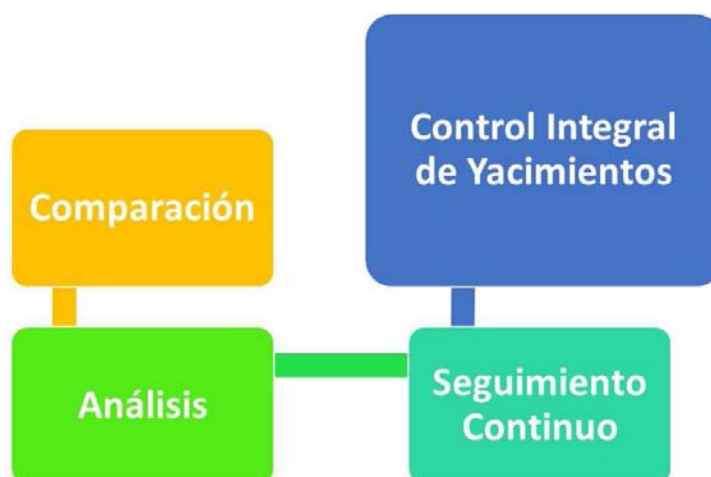 Comparación
Análisis
Seguimiento
Continuo
Control Integral
de Yacimientos